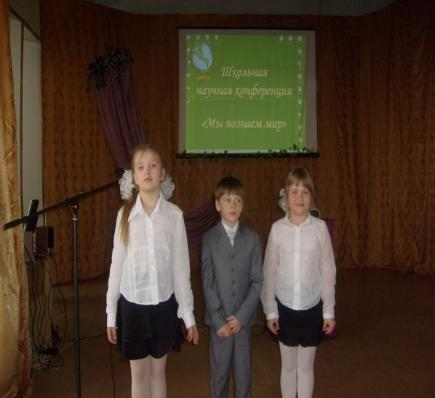 Школьная
научная конференция
«Мы познаем мир»